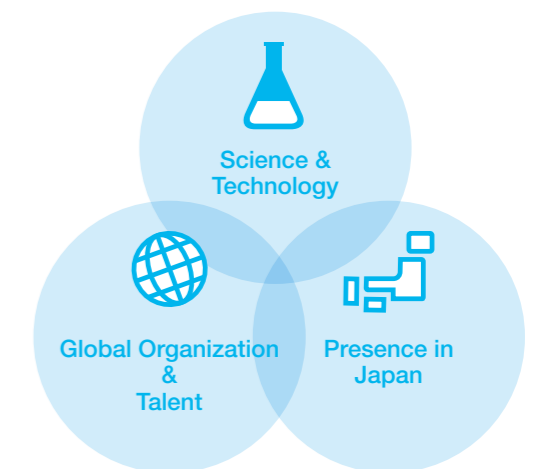 Science &
Technology
Global Organization
&
Talent
Presence in
Japan